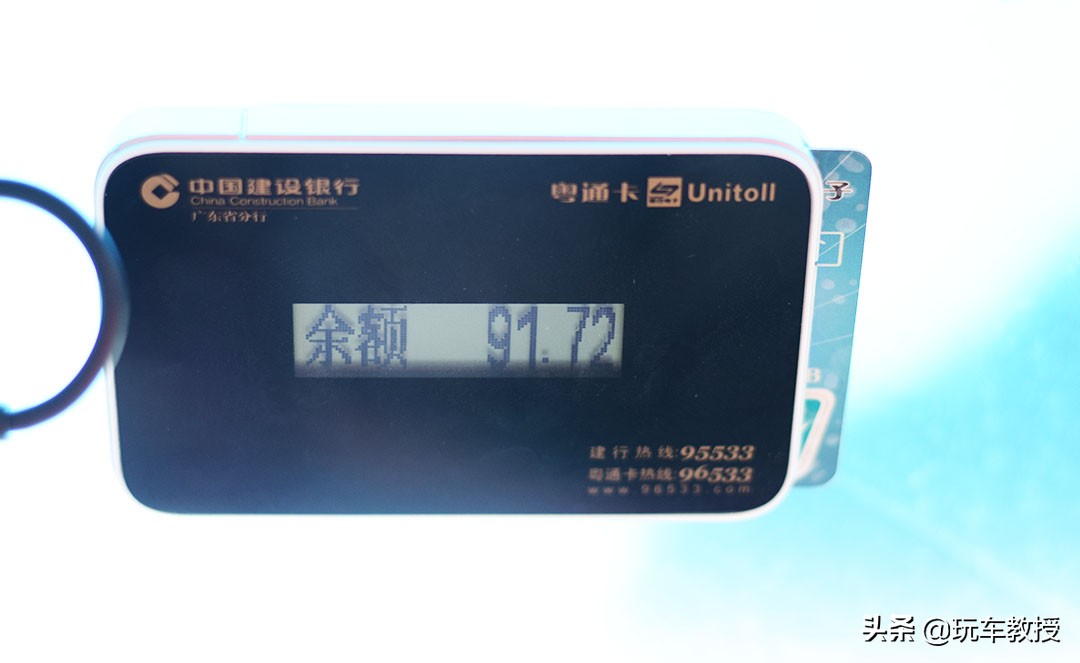 中国建设银行
China Construction Bank
广东省分行
粤通卡 Unitoll
子
余额 91.72
建行热线:95533
粤通卡热线:96533
www.96533.com
头条 @玩车教授